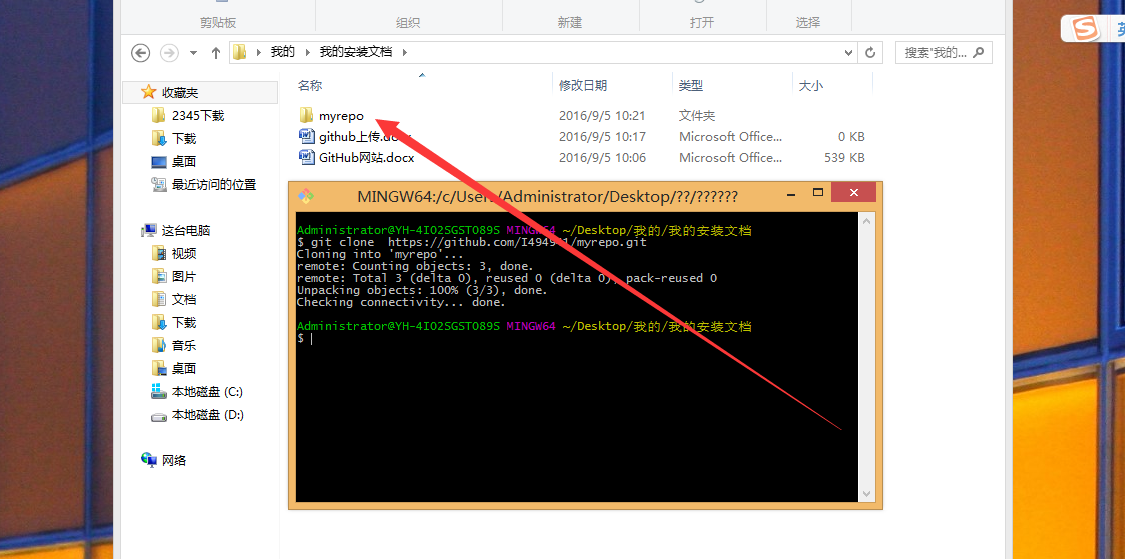 剪贴板
组织
新建
打开
选择
英
我的
我的安装文档
搜索"我的...
名称
修改日期
类型
大小
收藏夹
2345下载
下载
桌面
最近访问的位置
这台电脑
视频
图片
文档
下载
音乐
桌面
本地磁盘 (C:)
本地磁盘 (D:)
网络
myrepo 2016/9/5 10:21 文件夹
github上传.docx 2016/9/5 10:17 Microsoft Office... 0 KB
GitHub网站.docx 2016/9/5 10:06 Microsoft Office... 539 KB
MINGW64:/c/Users/Administrator/Desktop/??/??????
Administrator@YH-4IO2SGSTO89S MINGW64 ~/Desktop/我的/我的安装文档
$ git clone https://github.com/ /myrepo.git
Cloning into 'myrepo'...
remote: Counting objects: 3, done.
remote: Total 3 (delta 0), reused 0 (delta 0), pack-reused 0
Unpacking objects: 100% (3/3), done.
Checking connectivity... done.
Administrator@YH-4IO2SGSTO89S MINGW64 ~/Desktop/我的/我的安装文档
$